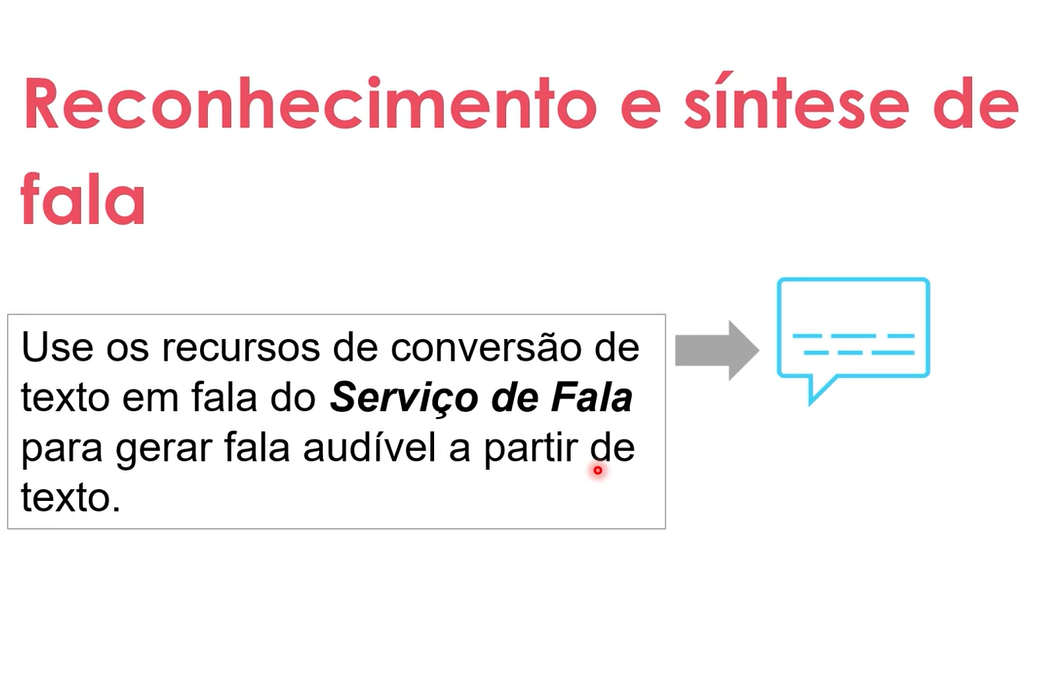 Reconhecimento e síntese de
fala
Use os recursos de conversão de
texto em fala do Serviço de Fala
para gerar fala audível a partir de
texto.